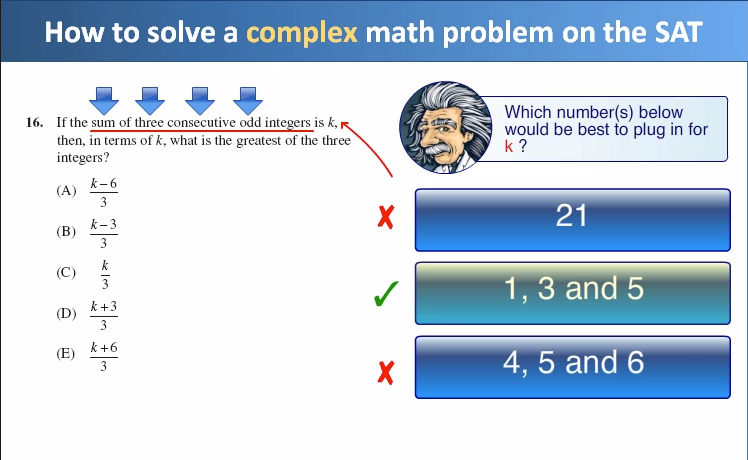 How to solve a complex math problem on the SAT
16. If the sum of three consecutive odd integers is k,
then, in terms of k, what is the greatest of the three
integers?
(A) k – 6
3
(B) k – 3
3
(C) k
3
(D) k + 3
3
(E) k + 6
3
Which number(s) below
would be best to plug in for
k ?
21
1, 3 and 5
4, 5 and 6